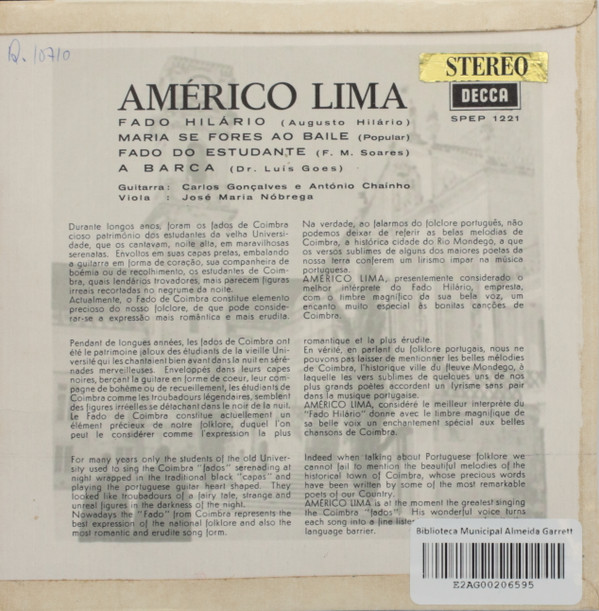 D. 10710
STEREO
DECCA
SPEP 1221
AMÉRICO LIMA
FADO HILÁRIO (Augusto Hilário)
MARIA SE FORES AO BAILE (Popular)
FADO DO ESTUDANTE (F. M. Soares)
A BARCA (Dr. Luís Goes)
Guitarra: Carlos Gonçalves e António Chainho
Viola: José Maria Nóbrega
Durante longos anos, foram os fados de Coimbra
cioso património dos estudantes da velha Universi-
dade, que os cantavam, noite alta, em maravilhosas
serenatas. Envoltos em suas capas pretas, embalando
a guitarra em forma de coração, sua companheira de
boémia ou de recolhimento, os estudantes de Coim-
bra, quais lendários trovadores, mais parecem figuras
irreais recortadas no negrume da noite.
Actualmente, o Fado de Coimbra constitue elemento
precioso do nosso folclore, de que pode conside-
rar-se a expressão mais romântica e mais erudita.
Na verdade, ao falarmos do folclore português, não
podemos deixar de referir as belas melodias de
Coimbra, a histórica cidade do Rio Mondego, a que
os versos sublimes de alguns dos maiores poetas da
nossa terra conferem um lirismo impar na música
portuguesa.
AMÉRICO LIMA, presentemente considerado o
melhor intérprete do Fado Hilário, empresta,
com o timbre magnífico da sua bela voz, um
encanto muito especial às bonitas canções de
Coimbra.
Pendant de longues années, les fados de Coimbra ont
été le patrimoine jaloux des étudiants de la vieille Uni-
versité qui les chantaient bien avant dans la nuit en séré-
nades merveilleuses. Enveloppés dans leurs capes
noires, berçant la guitare en forme de coeur, leur com-
pagne de bohême ou de recueillement, les étudiants de
Coimbra comme les troubadours légendaires, semblent
des figures irréelles se détachant dans le noir de la nuit.
Le Fado de Coimbra constitue actuellement un
élément précieux de notre folklore, duquel l'on
peut le considérer comme l'expression la plus
romantique et la plus érudite.
En vérité, en parlant du folklore portugais, nous ne
pouvons pas laisser de mentionner les belles mélodies
de Coimbra, l'historique ville du fleuve Mondego, à
laquelle les vers sublimes de quelques uns de nos
plus grands poètes accordent un lyrisme sans pair
dans la musique portugaise.
AMÉRICO LIMA, considéré le meilleur interprète du
"Fado Hilário" donne avec le timbre magnifique de
sa belle voix un enchantement spécial aux belles
chansons de Coimbra.
For many years only the students of the old Univer-
sity used to sing the Coimbra "fados" serenading at
night wrapped in the traditional black "capes" and
playing the portuguese guitar heart shaped. They
looked like troubadours of a fairy tale, strange and
unreal figures in the darkness of the night.
Nowadays the "Fado" from Coimbra represents the
best expression of the national folklore and also the
most romantic and erudite song form.
Indeed when talking about Portuguese folklore we
cannot fail to mention the beautiful melodies of the
historical town of Coimbra, whose precious words
have been written by some of the most remarkable
poets of our Country.
AMÉRICO LIMA is at the moment the greatest singing
the Coimbra "fados". His wonderful voice turns
each song into a fine liste
language barrier.
Biblioteca Municipal Almeida Garrett
E2AG00206595